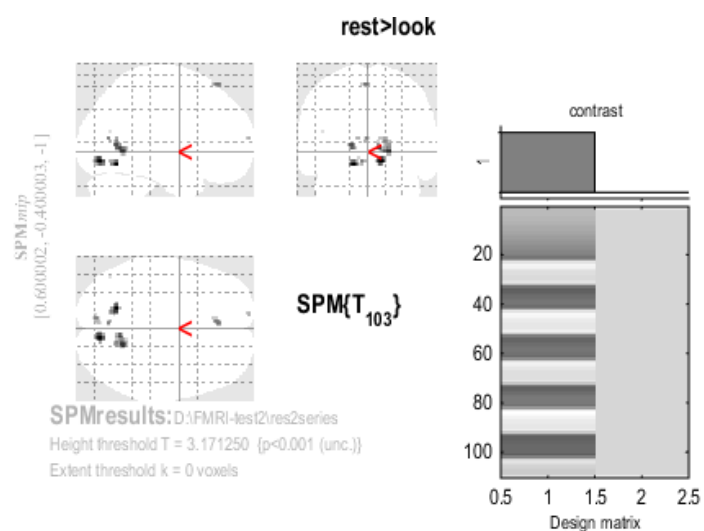 rest>look
SPMmip
[0.600002, -0.400003, -1]
SPM{T103}
contrast
1
20
40
60
80
100
0.5 1 1.5 2 2.5
Design matrix
SPMresults: D:\FMRI-test2\res2series
Height threshold T = 3.171250 {p<0.001 (unc.)}
Extent threshold k = 0 voxels